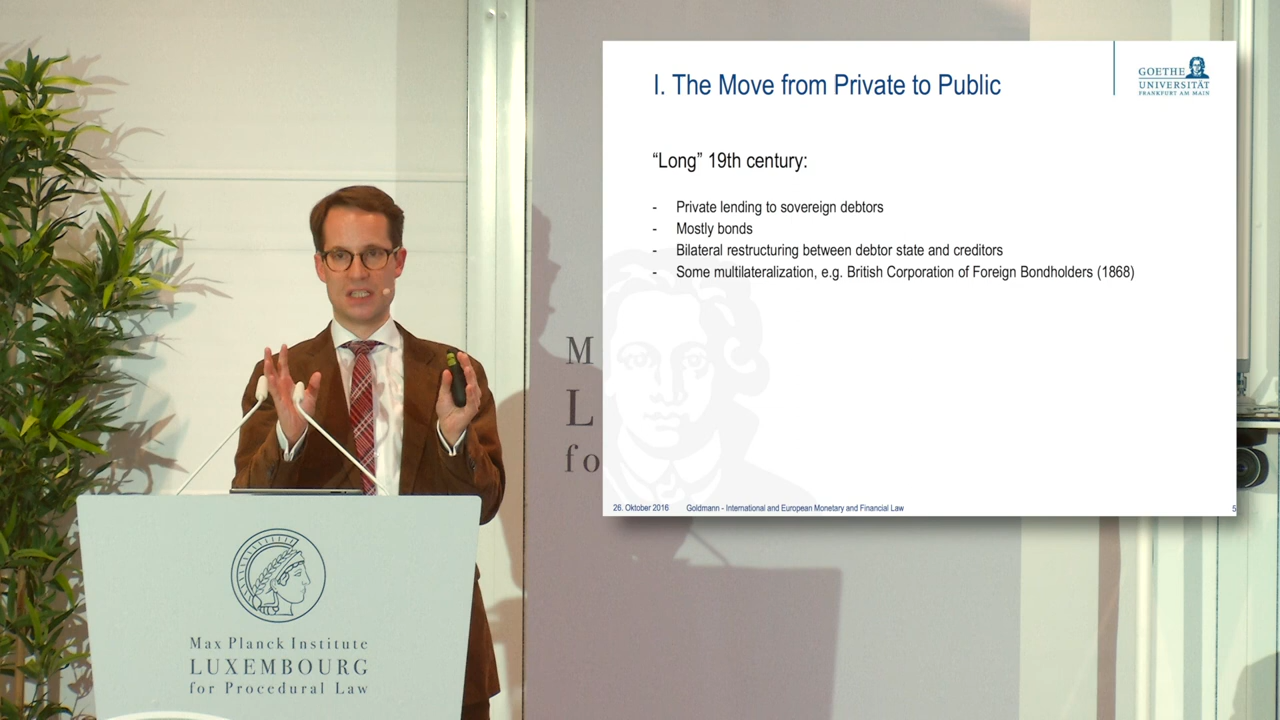 I. The Move from Private to Public
GOETHE
UNIVERSITÄT
FRANKFURT AM MAIN
“Long” 19th century:
- Private lending to sovereign debtors
- Mostly bonds
- Bilateral restructuring between debtor state and creditors
- Some multilateralization, e.g. British Corporation of Foreign Bondholders (1868)
26. Oktober 2016 Goldmann - International and European Monetary and Financial Law 5
M
L
fo
Max Planck Institute
LUXEMBOURG
for Procedural Law